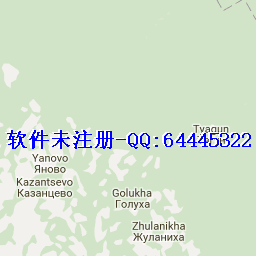 Tyagun
软件未注册-QQ:64445322
Yanovo
Яново
Kazantsevo
Казанцево
Golukha
Голуха
Zhulanikha
Жуланиха